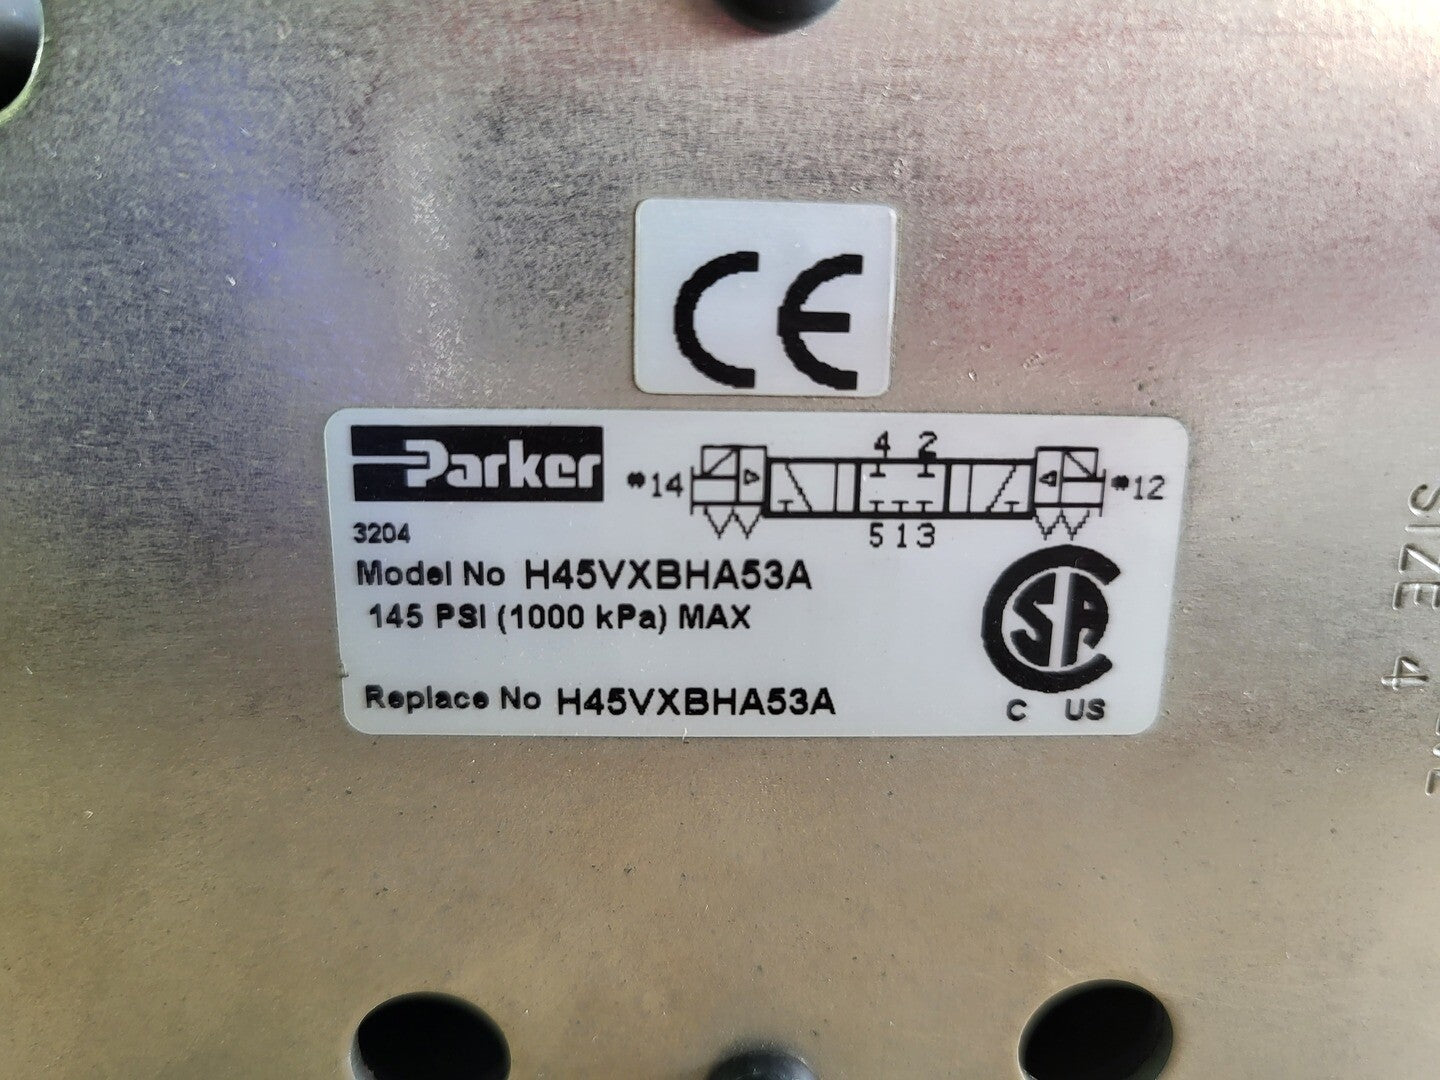 CE
Parker
4 2
*14
*12
5 1 3
3204
Model No H45VXBHA53A
145 PSI (1000 kPa) MAX
Replace No H45VXBHA53A
CSA
C US
SIZE 4